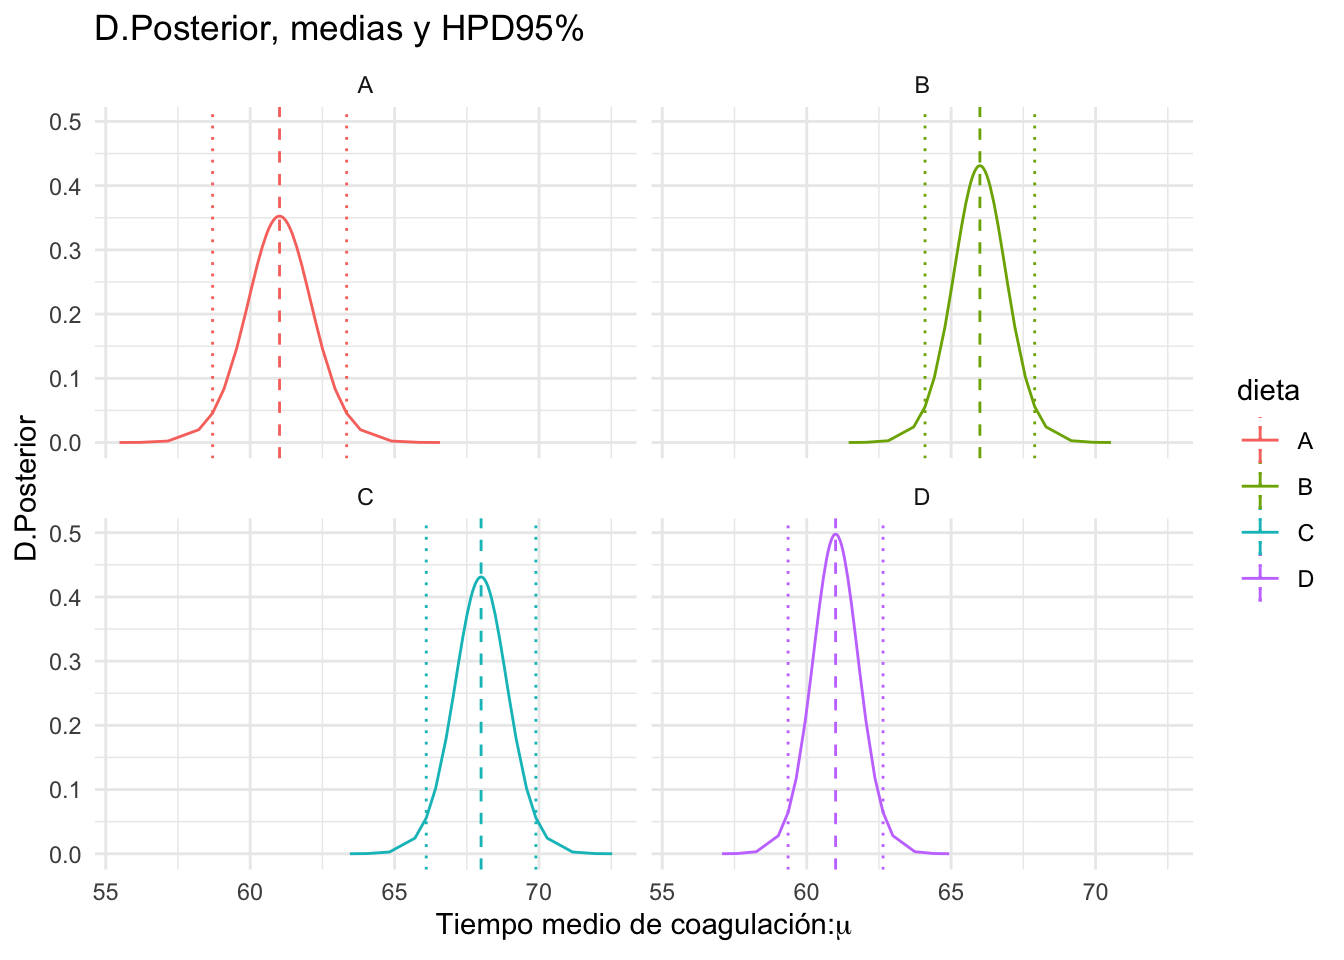 D.Posterior, medias y HPD95%
A
B
0.5
0.4
0.3
0.2
0.1
0.0
C
D
0.5
0.4
0.3
0.2
0.1
0.0
55 60 65 70 55 60 65 70
Tiempo medio de coagulación:μ
D.Posterior
dieta
A
B
C
D